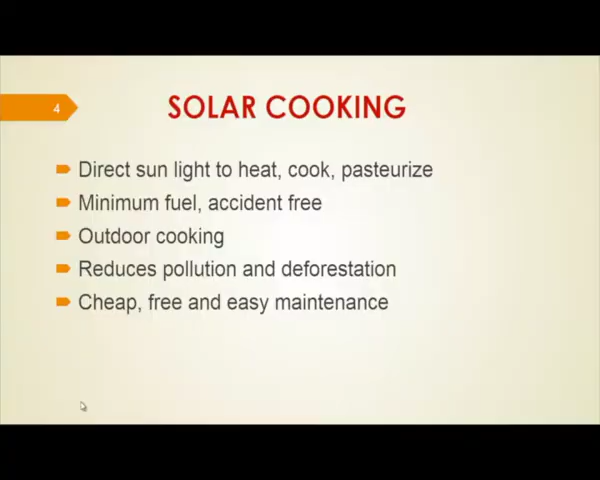 4
SOLAR COOKING
Direct sun light to heat, cook, pasteurize
Minimum fuel, accident free
Outdoor cooking
Reduces pollution and deforestation
Cheap, free and easy maintenance